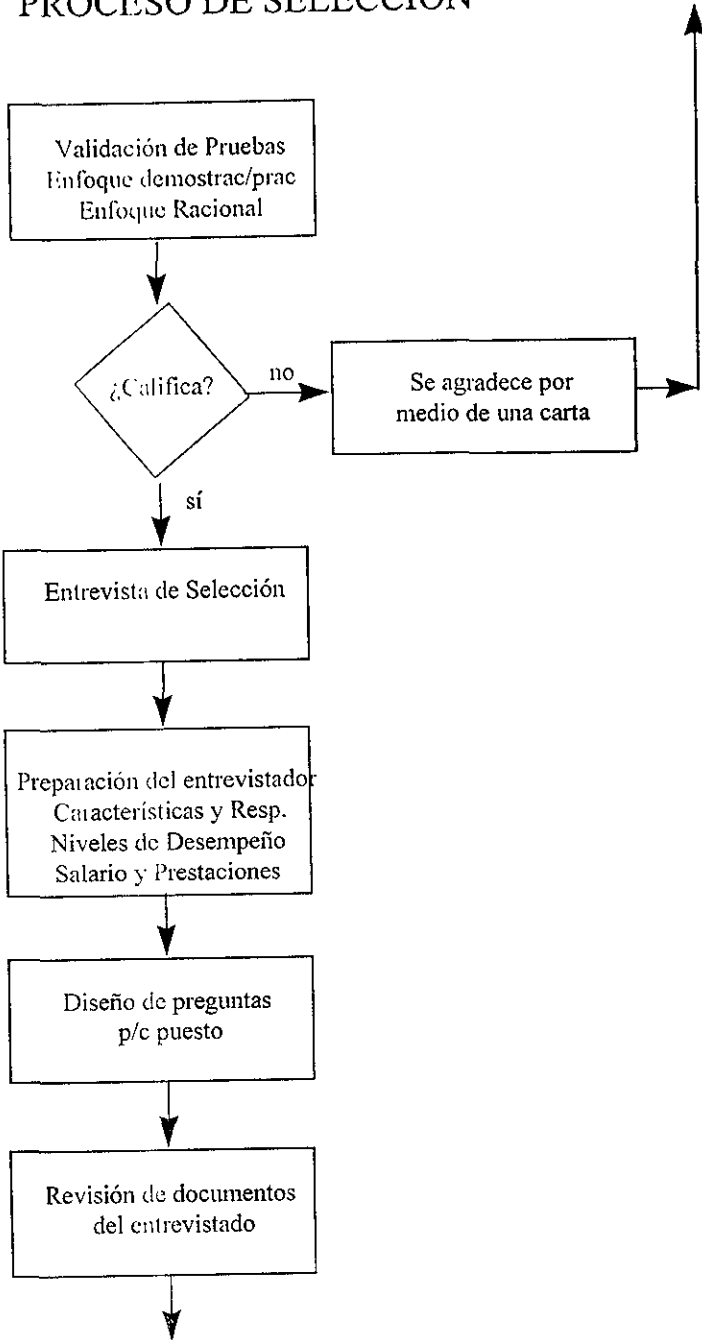 PROCESO DE SELECCION
Validación de Pruebas
Enfoque demostrac/prac
Enfoque Racional
¿Califica?
no
Se agradece por
medio de una carta
sí
Entrevista de Selección
Preparación del entrevistador
Características y Resp.
Niveles de Desempeño
Salario y Prestaciones
Diseño de preguntas
p/c puesto
Revisión de documentos
del entrevistado